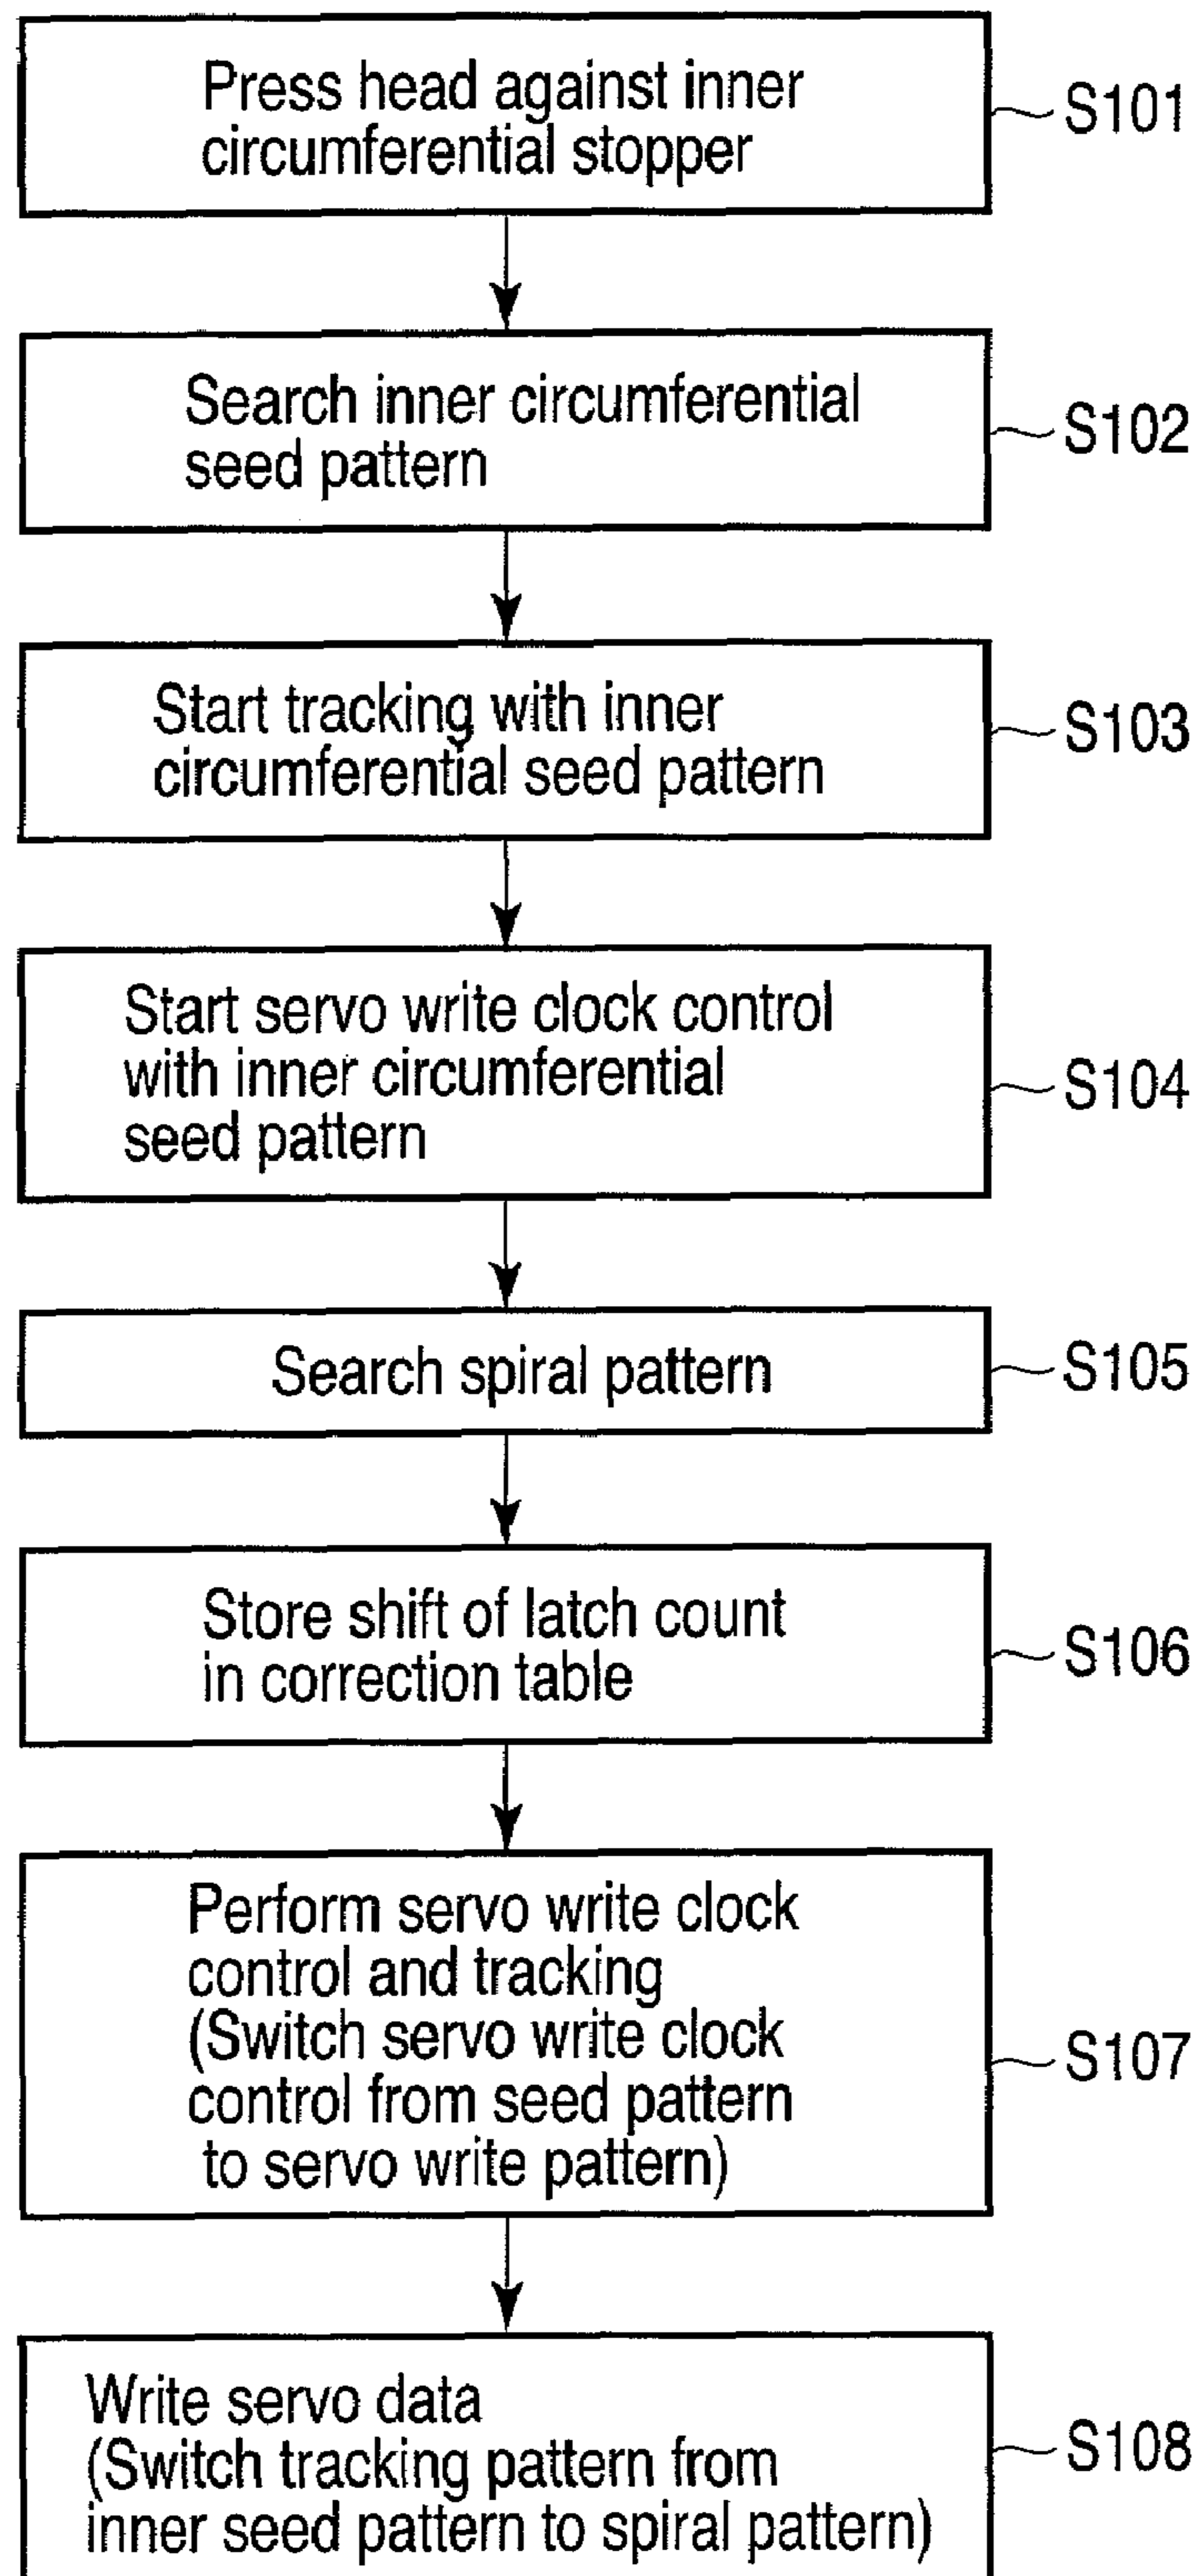 Press head against inner
circumferential stopper
S101
Search inner circumferential
seed pattern
S102
Start tracking with inner
circumferential seed pattern
S103
Start servo write clock control
with inner circumferential
seed pattern
S104
Search spiral pattern
S105
Store shift of latch count
in correction table
S106
Perform servo write clock
control and tracking
(Switch servo write clock
control from seed pattern
to servo write pattern)
S107
Write servo data
(Switch tracking pattern from
inner seed pattern to spiral pattern)
S108